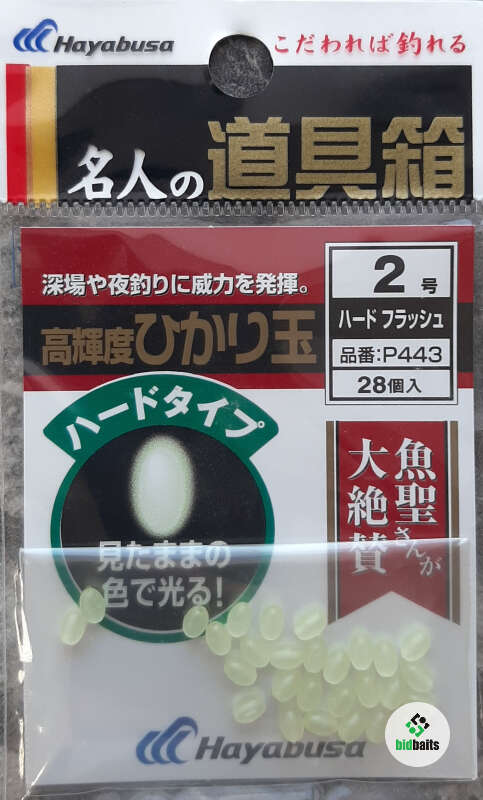 Hayabusa
こだわれば釣れる
名人の道具箱
深場や夜釣りに威力を発揮。
高輝度ひかり玉
2号
ハード フラッシュ
品番:P443
28個入
ハードタイプ
見たままの
色で光る!
魚聖さんが
大絶賛
Hayabusa
bidbaits